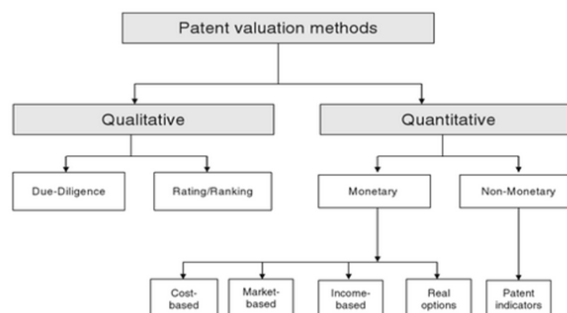 Patent valuation methods
Qualitative
Quantitative
Due-Diligence
Rating/Ranking
Monetary
Non-Monetary
Cost-
based
Market-
based
Income-
based
Real
options
Patent
indicators